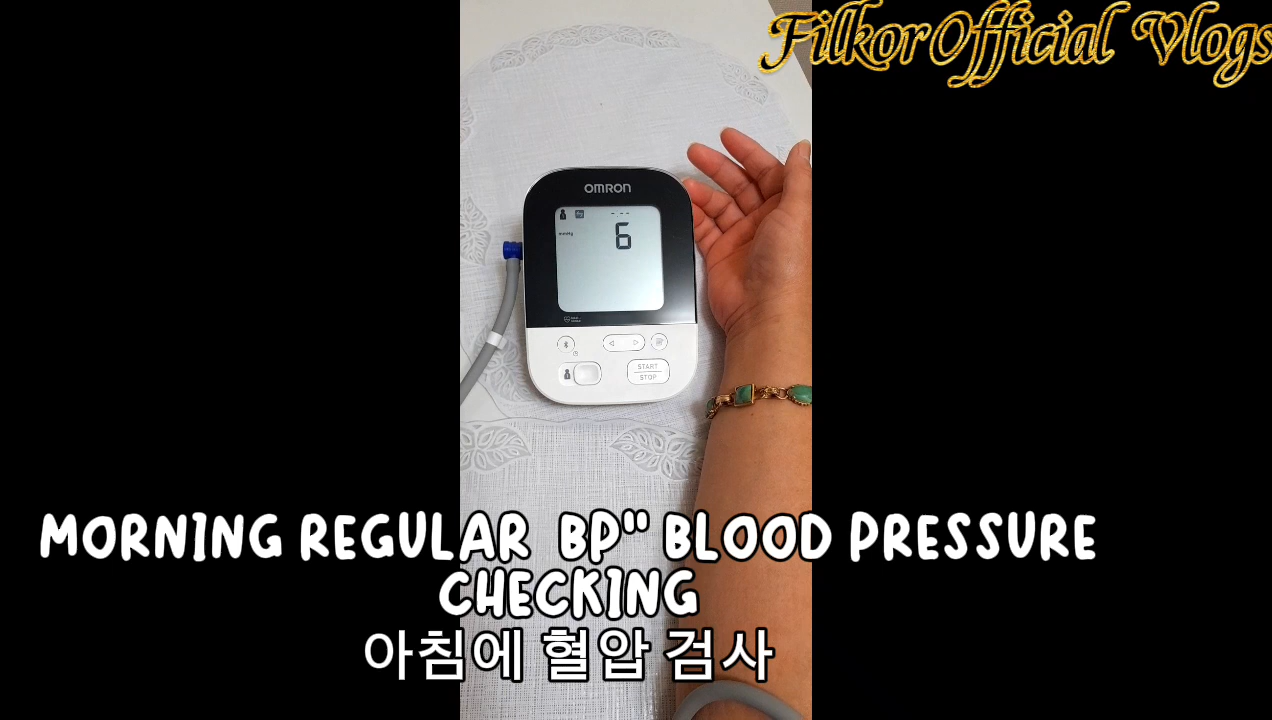 FilkorOfficial Vlogs
OMRON
6
mmHg
START
STOP
MORNING REGULAR BP" BLOOD PRESSURE
CHECKING
아침에 혈압 검사